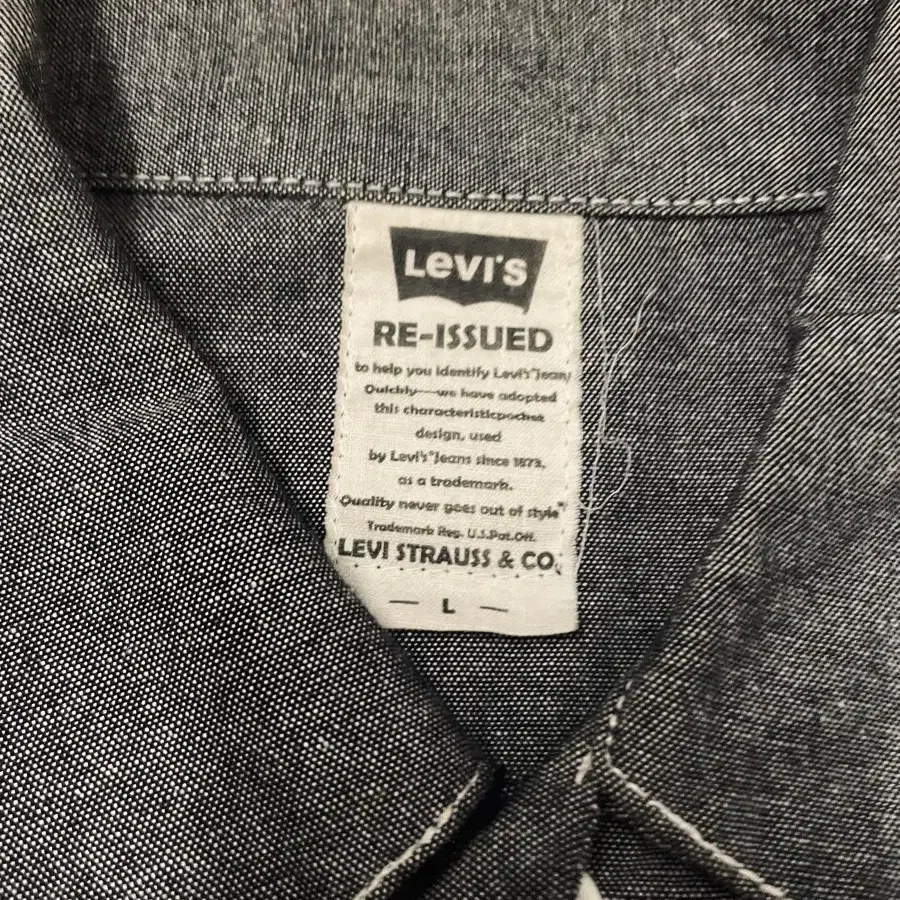 Levi's
RE-ISSUED
to help you identify Levi's"Jeans
Quickly—we have adopted
this characteristicpocket
design, used
by Levi's"Jeans since 1873,
as a trademark.
"Quality never goes out of style"
Trademark Reg. U.S.Pat.Off.
LEVI STRAUSS & CO.
— L —